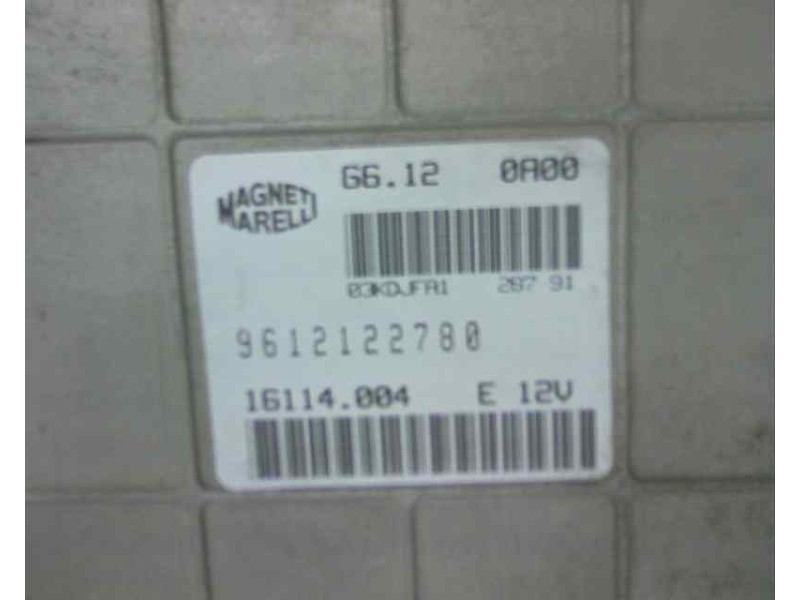 MAGNETI
MARELLI
G6.12 0A00
03KDJFA1 287 91
9612122780
16114.004 E 12V